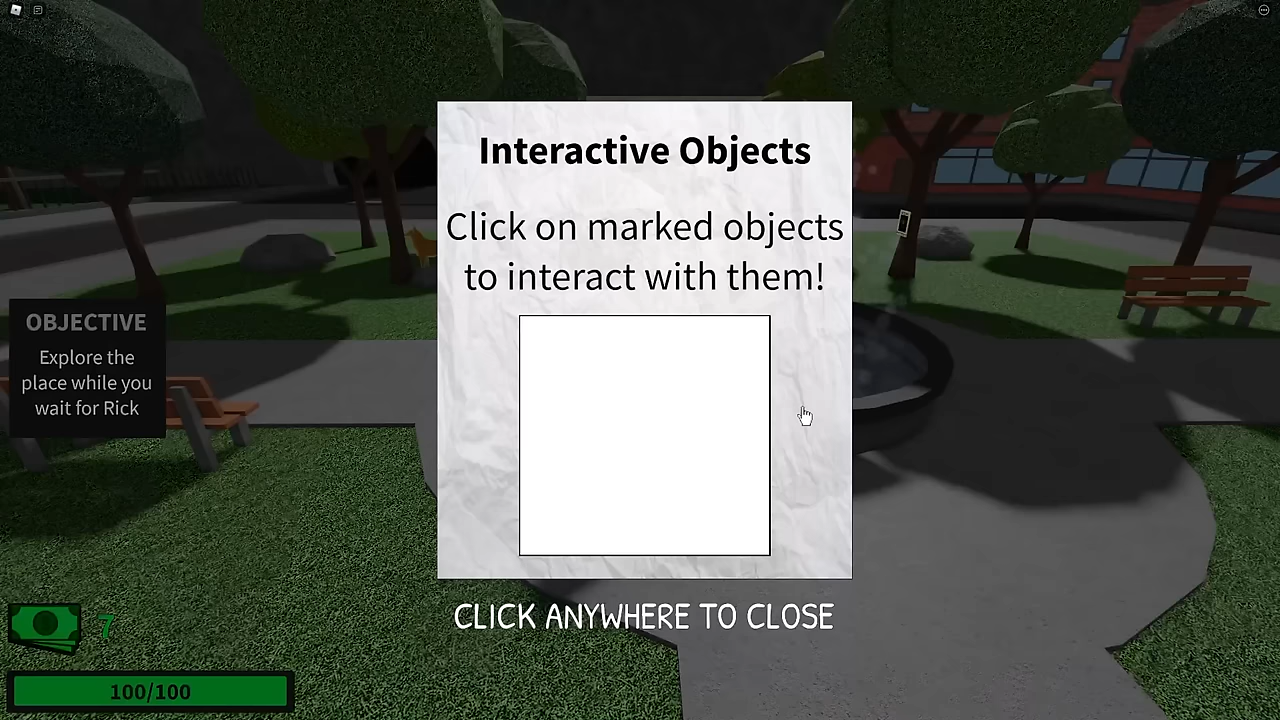 Interactive Objects
Click on marked objects
to interact with them!
OBJECTIVE
Explore the
place while you
wait for Rick
CLICK ANYWHERE TO CLOSE
7
100/100